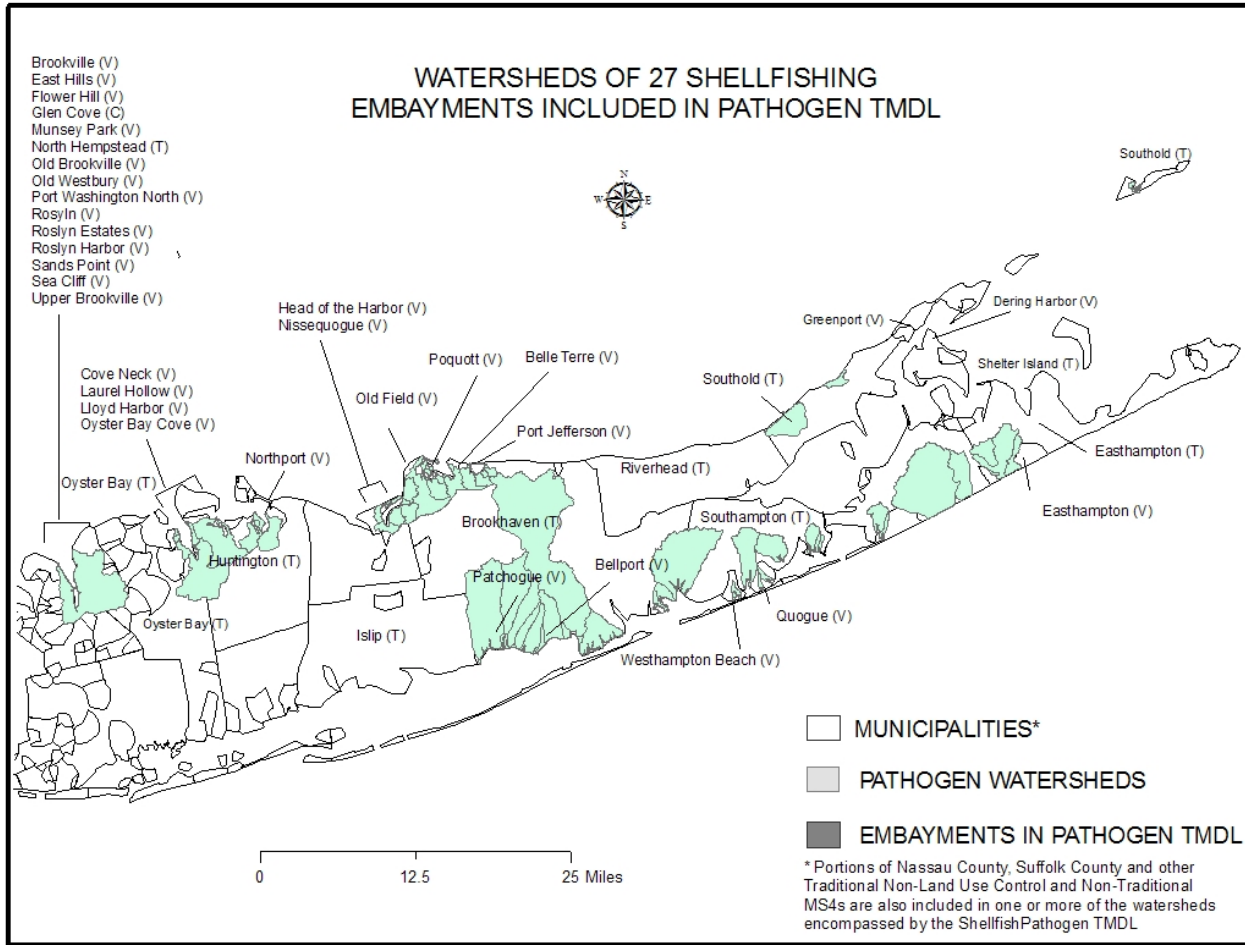 WATERSHEDS OF 27 SHELLFISHING
EMBAYMENTS INCLUDED IN PATHOGEN TMDL
Brookville (V)
East Hills (V)
Flower Hill (V)
Glen Cove (C)
Munsey Park (V)
North Hempstead (T)
Old Brookville (V)
Old Westbury (V)
Port Washington North (V)
Rosyln (V)
Roslyn Estates (V)
Roslyn Harbor (V)
Sands Point (V)
Sea Cliff (V)
Upper Brookville (V)
N
W E
S
Southold (T)
Head of the Harbor (V)
Nissequogue (V)
Dering Harbor (V)
Greenport (V)
Poquott (V)
Belle Terre (V)
Shelter Island (T)
Cove Neck (V)
Laurel Hollow (V)
Lloyd Harbor (V)
Oyster Bay Cove (V)
Southold (T)
Old Field (V)
Port Jefferson (V)
Northport (V)
Riverhead (T)
Easthampton (T)
Oyster Bay (T)
Easthampton (V)
Brookhaven (T)
Southampton (T)
Huntington (T)
Patchogue (V)
Bellport (V)
Quogue (V)
Oyster Bay (T)
Islip (T)
Westhampton Beach (V)
MUNICIPALITIES*
PATHOGEN WATERSHEDS
EMBAYMENTS IN PATHOGEN TMDL
0 12.5 25 Miles
* Portions of Nassau County, Suffolk County and other
Traditional Non-Land Use Control and Non-Traditional
MS4s are also included in one or more of the watersheds
encompassed by the ShellfishPathogen TMDL